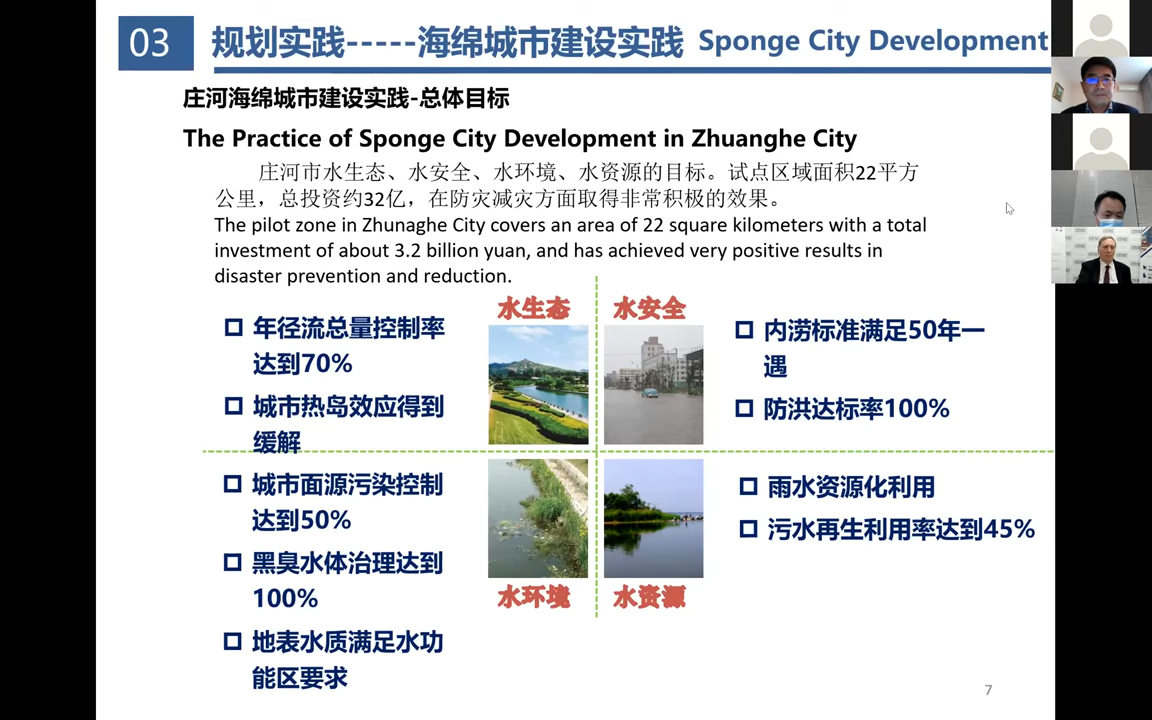 03
规划实践-----海绵城市建设实践 Sponge City Development
庄河海绵城市建设实践-总体目标
The Practice of Sponge City Development in Zhuanghe City
庄河市水生态、水安全、水环境、水资源的目标。试点区域面积22平方
公里，总投资约32亿，在防灾减灾方面取得非常积极的效果。
The pilot zone in Zhunaghe City covers an area of 22 square kilometers with a total
investment of about 3.2 billion yuan, and has achieved very positive results in
disaster prevention and reduction.
水生态
年径流总量控制率
达到70%
城市热岛效应得到
缓解
水安全
内涝标准满足50年一
遇
防洪达标率100%
城市面源污染控制
达到50%
黑臭水体治理达到
100%
地表水质满足水功
能区要求
水环境
雨水资源化利用
污水再生利用率达到45%
水资源
7